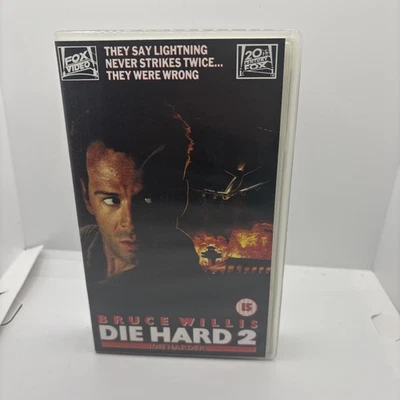 FOX
VIDEO
THEY SAY LIGHTNING
NEVER STRIKES TWICE...
THEY WERE WRONG
20th
CENTURY
FOX
15
BRUCE WILLIS
DIE HARD 2
DIE HARDER